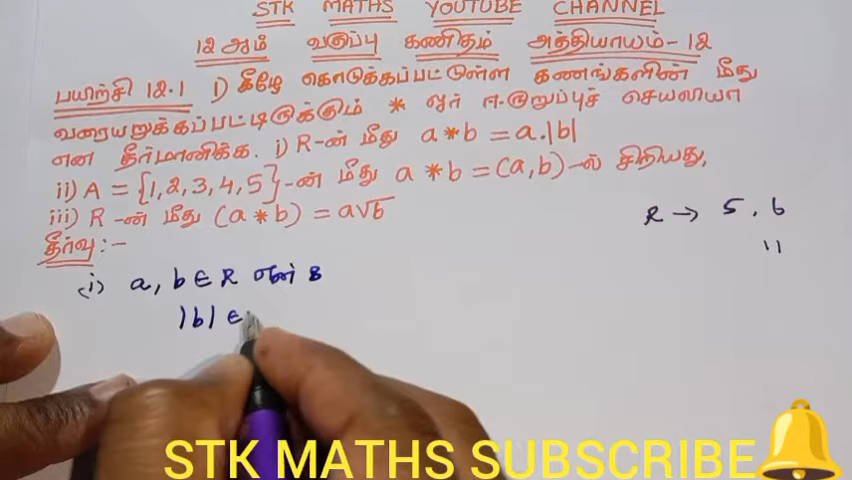 STK MATHS YOUTUBE CHANNEL
12 ஆம் வகுப்பு கணிதம் அத்தியாயம்-12
பயிற்சி 12.1 1) கீழே கொடுக்கப்பட்டுள்ள கணங்களின் மீது
வரையறுக்கப்பட்டிருக்கும் * ஓர் ஈருறுப்புச் செயலியா
என தீர்மானிக்க. i) R-ன் மீது a*b = a.|b|
ii) A = {1,2,3,4,5}-ன் மீது a*b = (a,b)-ல் சிறியது,
iii) R-ன் மீது (a*b) = a√b
தீர்வு:-
R → 5, 6
11
(i) a, b ∈ R என்க
|b| ∈
STK MATHS SUBSCRIBE